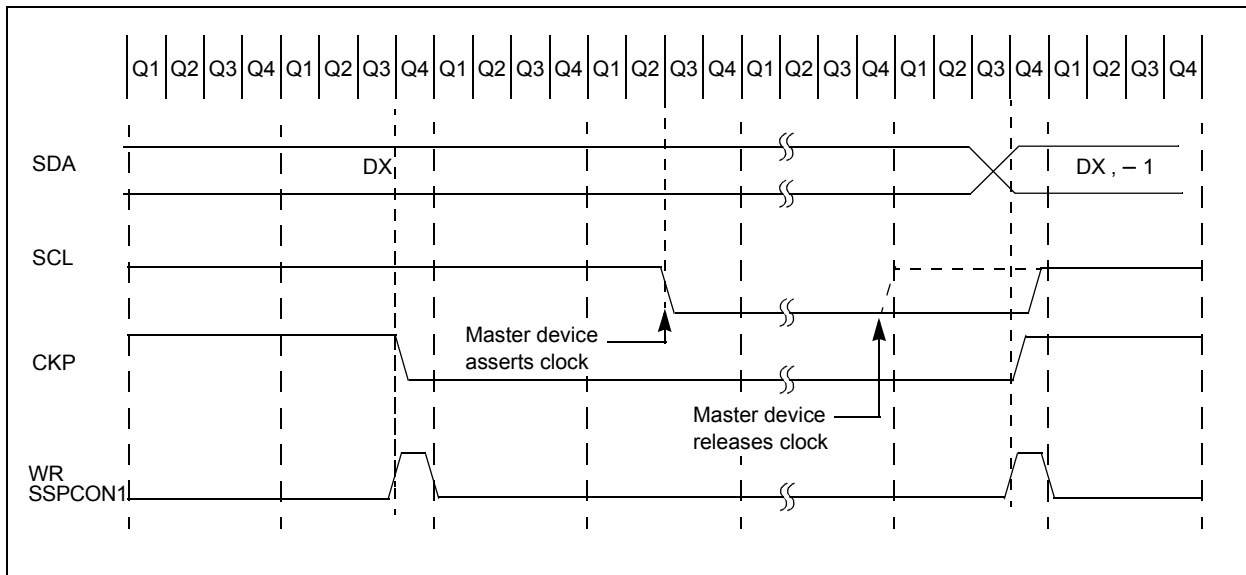 Q1 Q2 Q3 Q4 Q1 Q2 Q3 Q4 Q1 Q2 Q3 Q4 Q1 Q2 Q3 Q4 Q1 Q2 Q3 Q4 Q1 Q2 Q3 Q4 Q1 Q2 Q3 Q4
SDA
DX
DX , – 1
SCL
Master device
asserts clock
CKP
Master device
releases clock
WR
SSPCON1